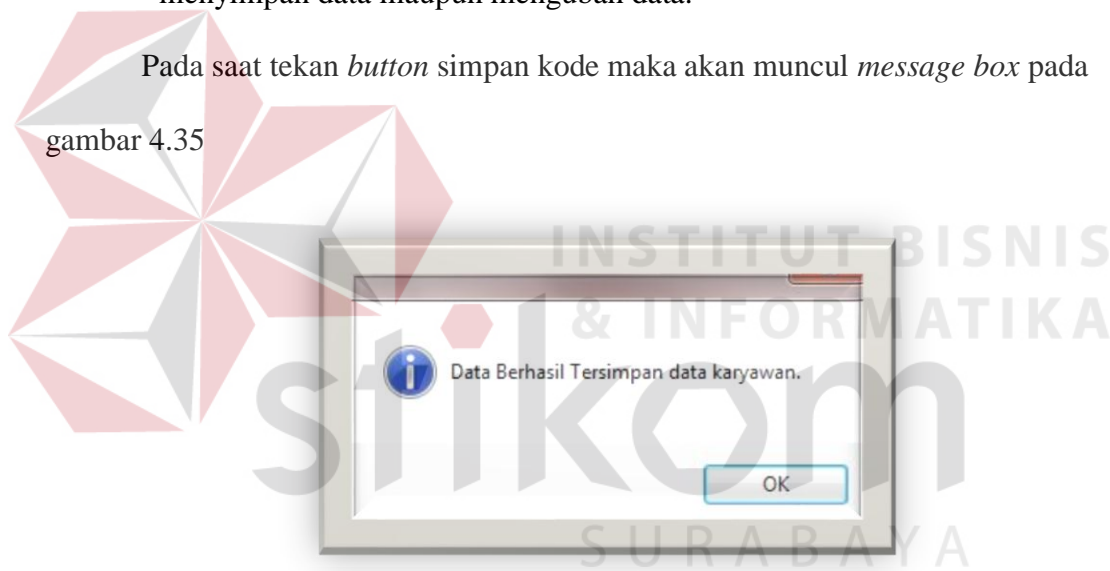 menyimpan data maupun mengubah data.
Pada saat tekan button simpan kode maka akan muncul message box pada
gambar 4.35
INSTITUT BISNIS
& INFORMATIKA
stikom
SURABAYA
Data Berhasil Tersimpan data karyawan.
OK